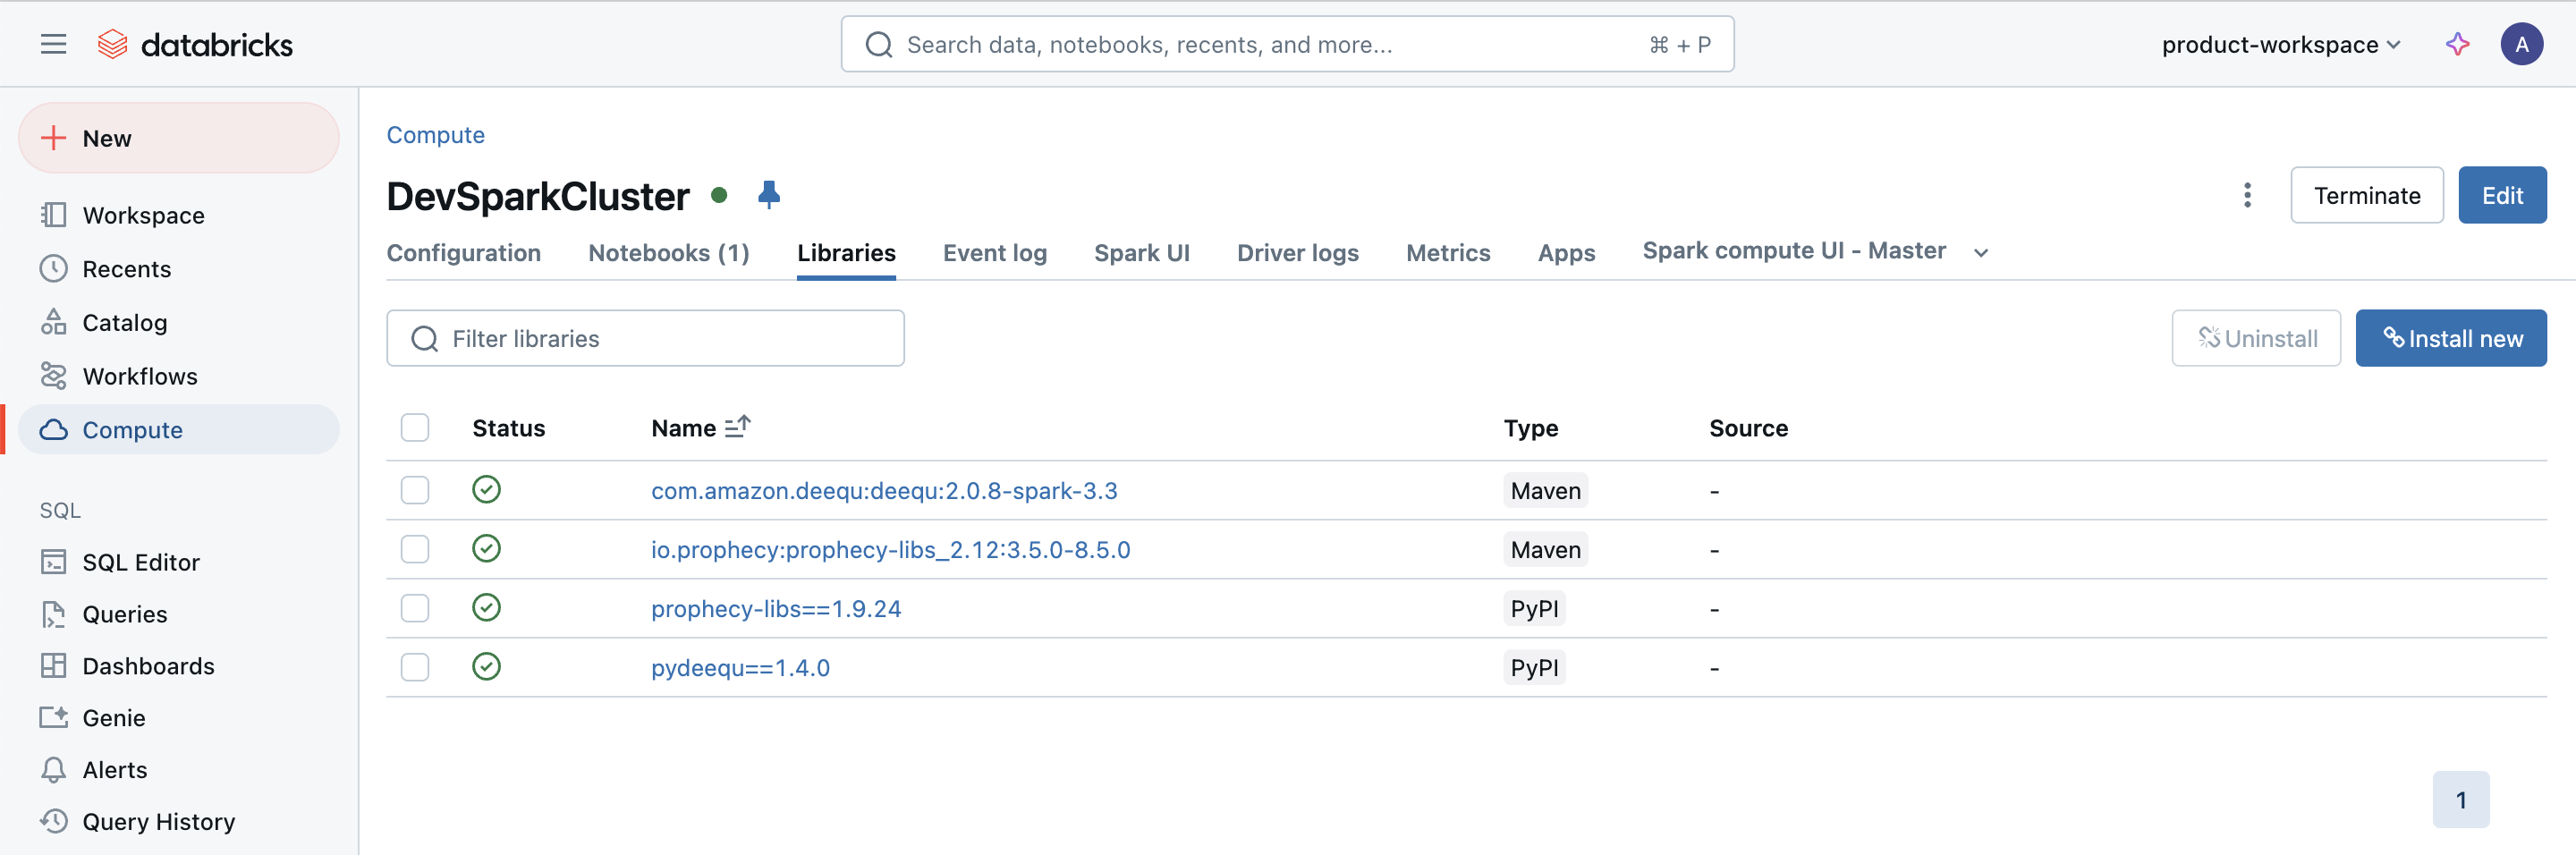 databricks
Search data, notebooks, recents, and more... ⌘ + P
product-workspace
A
New
Workspace
Recents
Catalog
Workflows
Compute
SQL
SQL Editor
Queries
Dashboards
Genie
Alerts
Query History
Compute
DevSparkCluster
Terminate
Edit
Configuration Notebooks (1) Libraries Event log Spark UI Driver logs Metrics Apps Spark compute UI - Master
Filter libraries
Uninstall
Install new
Status Name Type Source
com.amazon.deequ:deequ:2.0.8-spark-3.3 Maven -
io.prophecy:prophecy-libs_2.12:3.5.0-8.5.0 Maven -
prophecy-libs==1.9.24 PyPI -
pydeequ==1.4.0 PyPI -
1